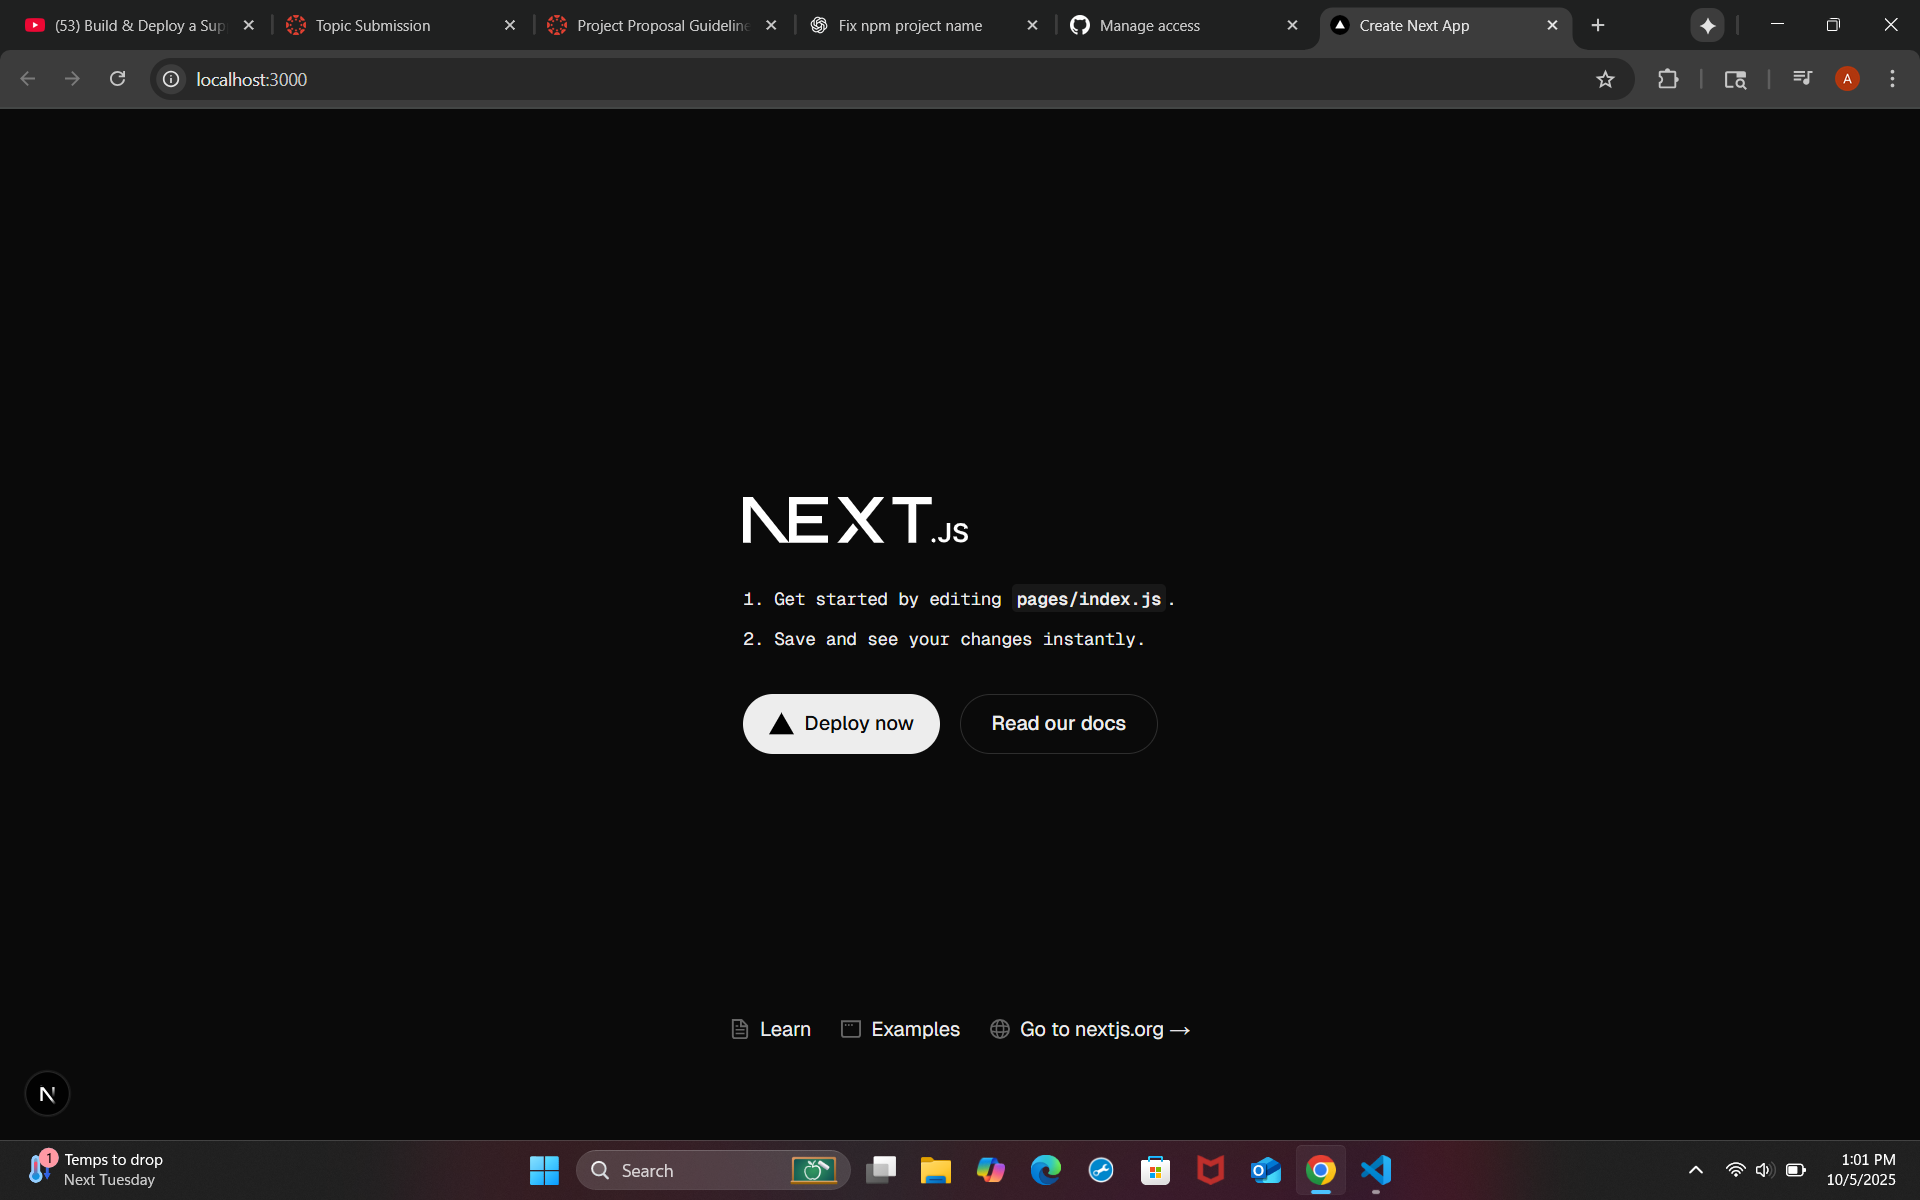 (53) Build & Deploy a Sup
Topic Submission
Project Proposal Guideline
Fix npm project name
Manage access
Create Next App
localhost:3000
A
NEXT.JS
1. Get started by editing pages/index.js.
2. Save and see your changes instantly.
Deploy now
Read our docs
Learn
Examples
Go to nextjs.org →
N
1
Temps to drop
Next Tuesday
Search
1:01 PM
10/5/2025